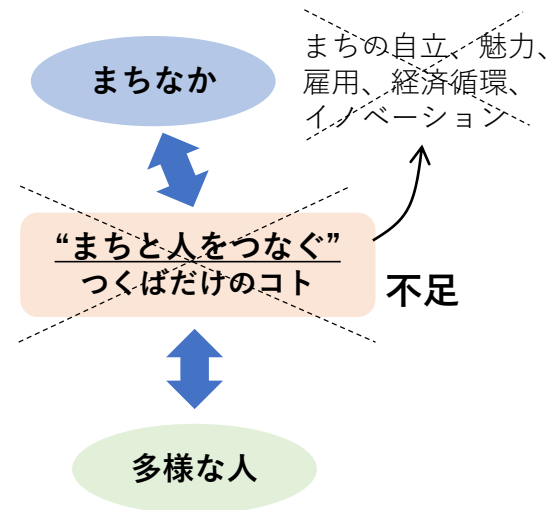 まちの自立、魅力、
雇用、経済循環、
イノベーション
まちなか
“まちと人をつなぐ”
つくばだけのコト
不足
多様な人